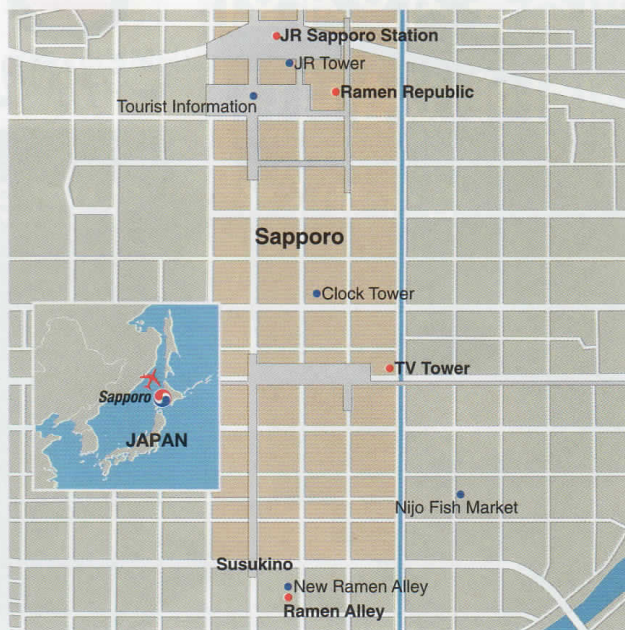 JR Sapporo Station
JR Tower
Ramen Republic
Tourist Information
Sapporo
Clock Tower
TV Tower
Sapporo
JAPAN
Nijo Fish Market
Susukino
New Ramen Alley
Ramen Alley